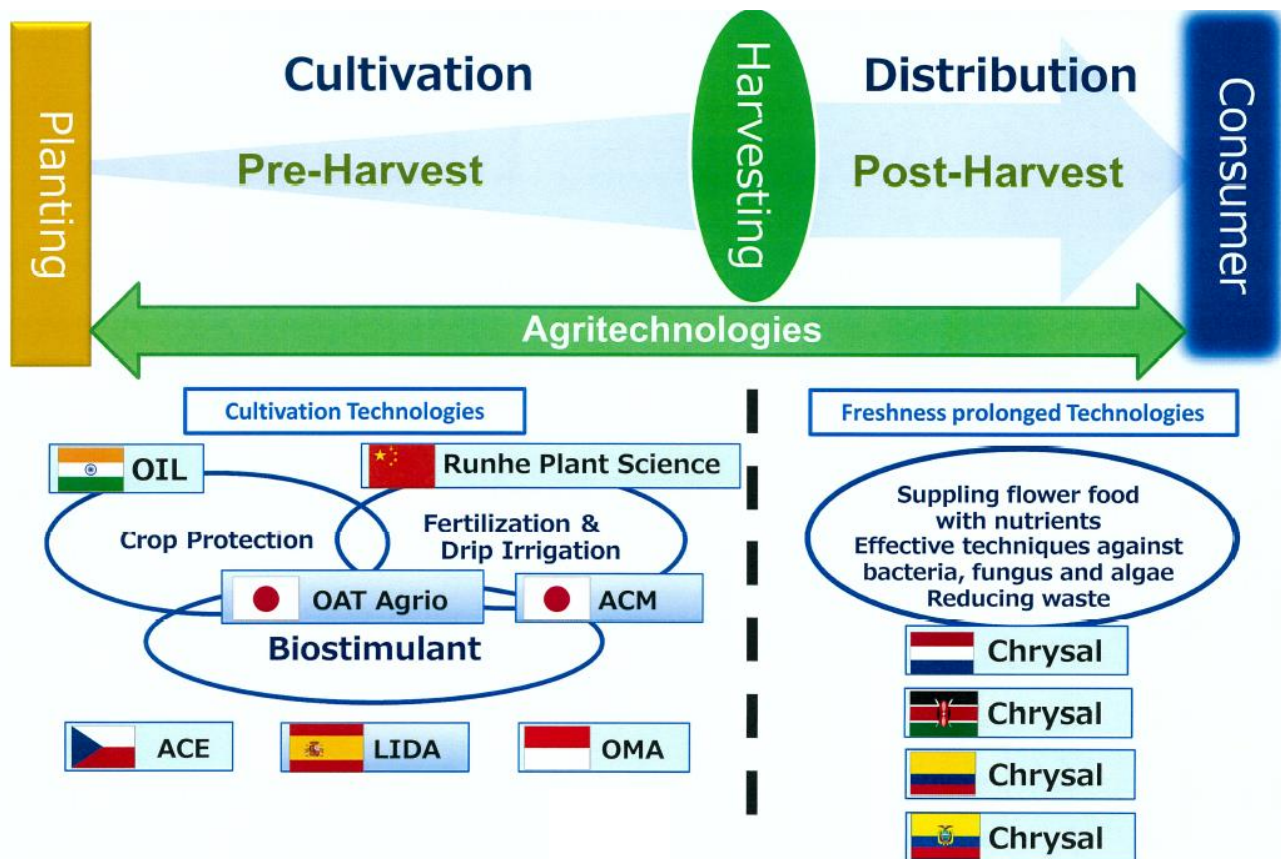 Planting
Cultivation
Pre-Harvest
Harvesting
Distribution
Post-Harvest
Consumer
Agritechnologies
Cultivation Technologies
OIL
Runhe Plant Science
Crop Protection
Fertilization &
Drip Irrigation
OAT Agrio
ACM
Biostimulant
ACE
LIDA
OMA
Freshness prolonged Technologies
Suppling flower food
with nutrients
Effective techniques against
bacteria, fungus and algae
Reducing waste
Chrysal
Chrysal
Chrysal
Chrysal